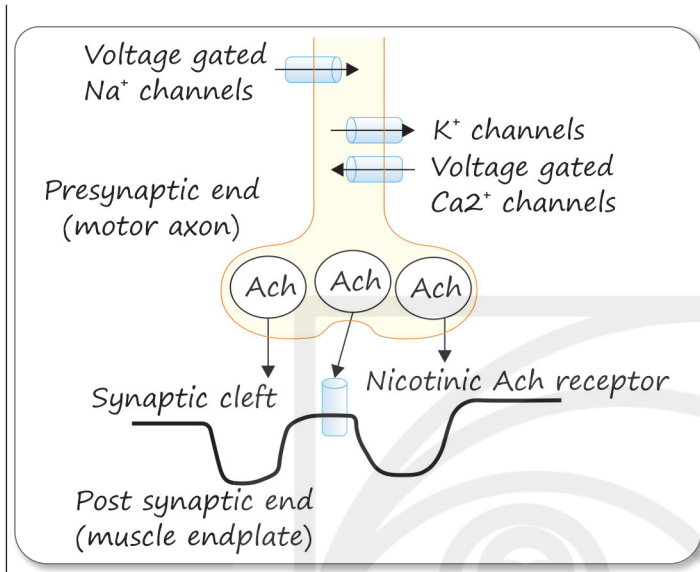 Voltage gated
Na⁺ channels
K⁺ channels
Voltage gated
Ca2⁺ channels
Presynaptic end
(motor axon)
Ach
Ach
Ach
Nicotinic Ach receptor
Synaptic cleft
Post synaptic end
(muscle endplate)